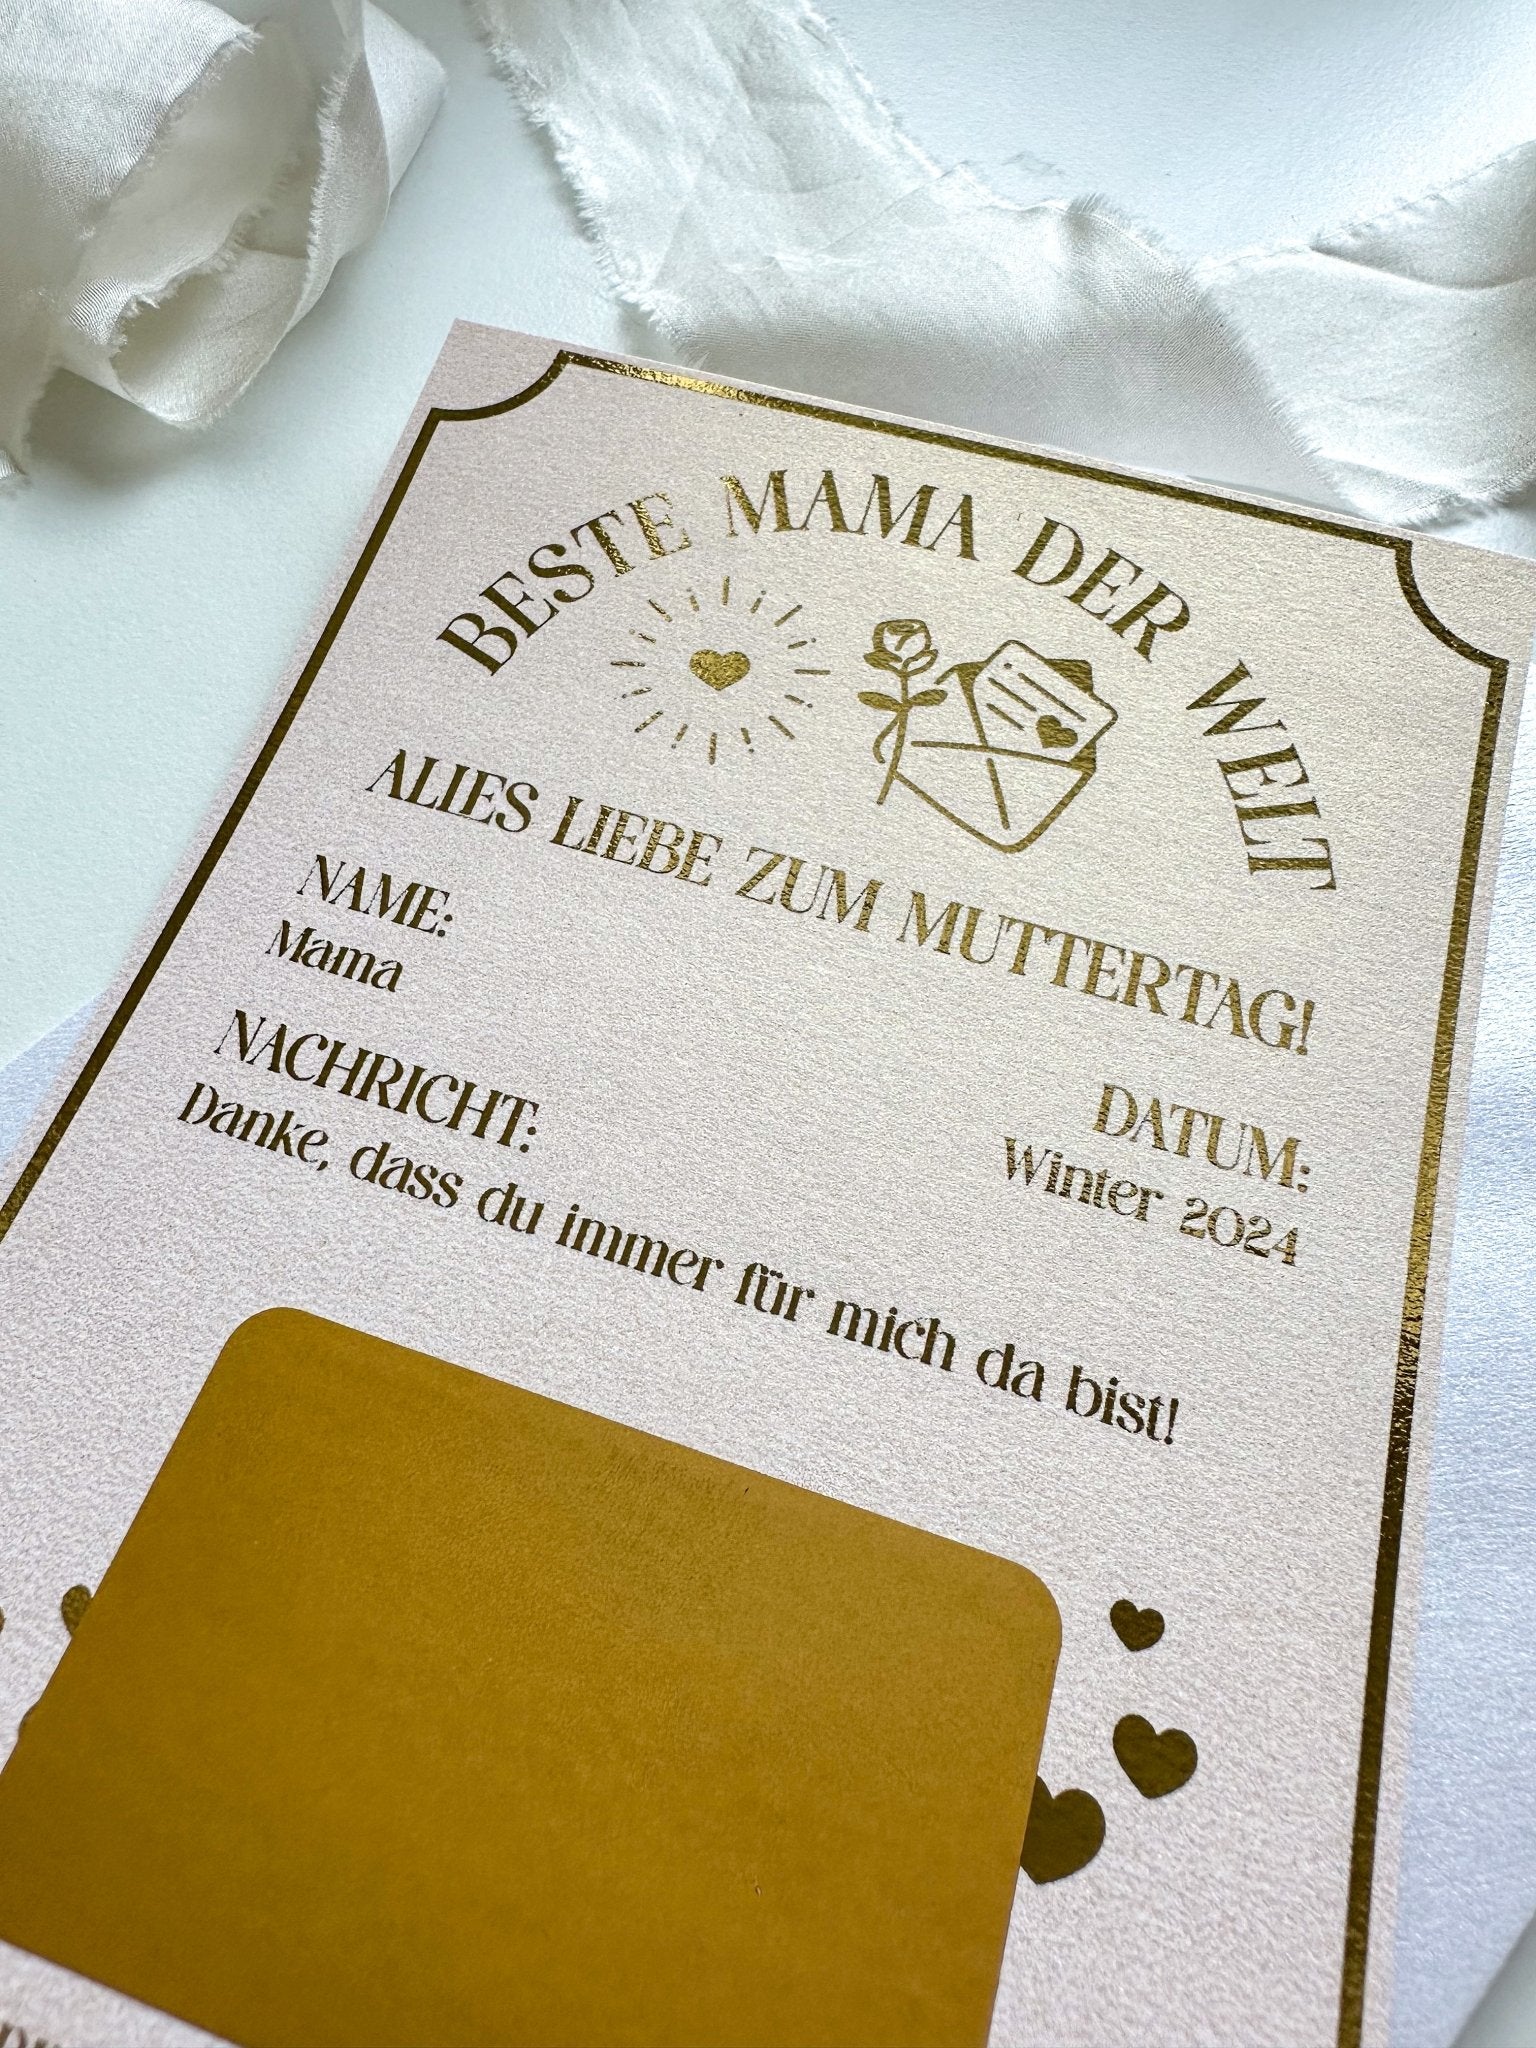 BESTE MAMA DER WELT
ALLES LIEBE ZUM MUTTERTAG!
NAME:
Mama
DATUM:
Winter 2024
NACHRICHT:
Danke, dass du immer für mich da bist!